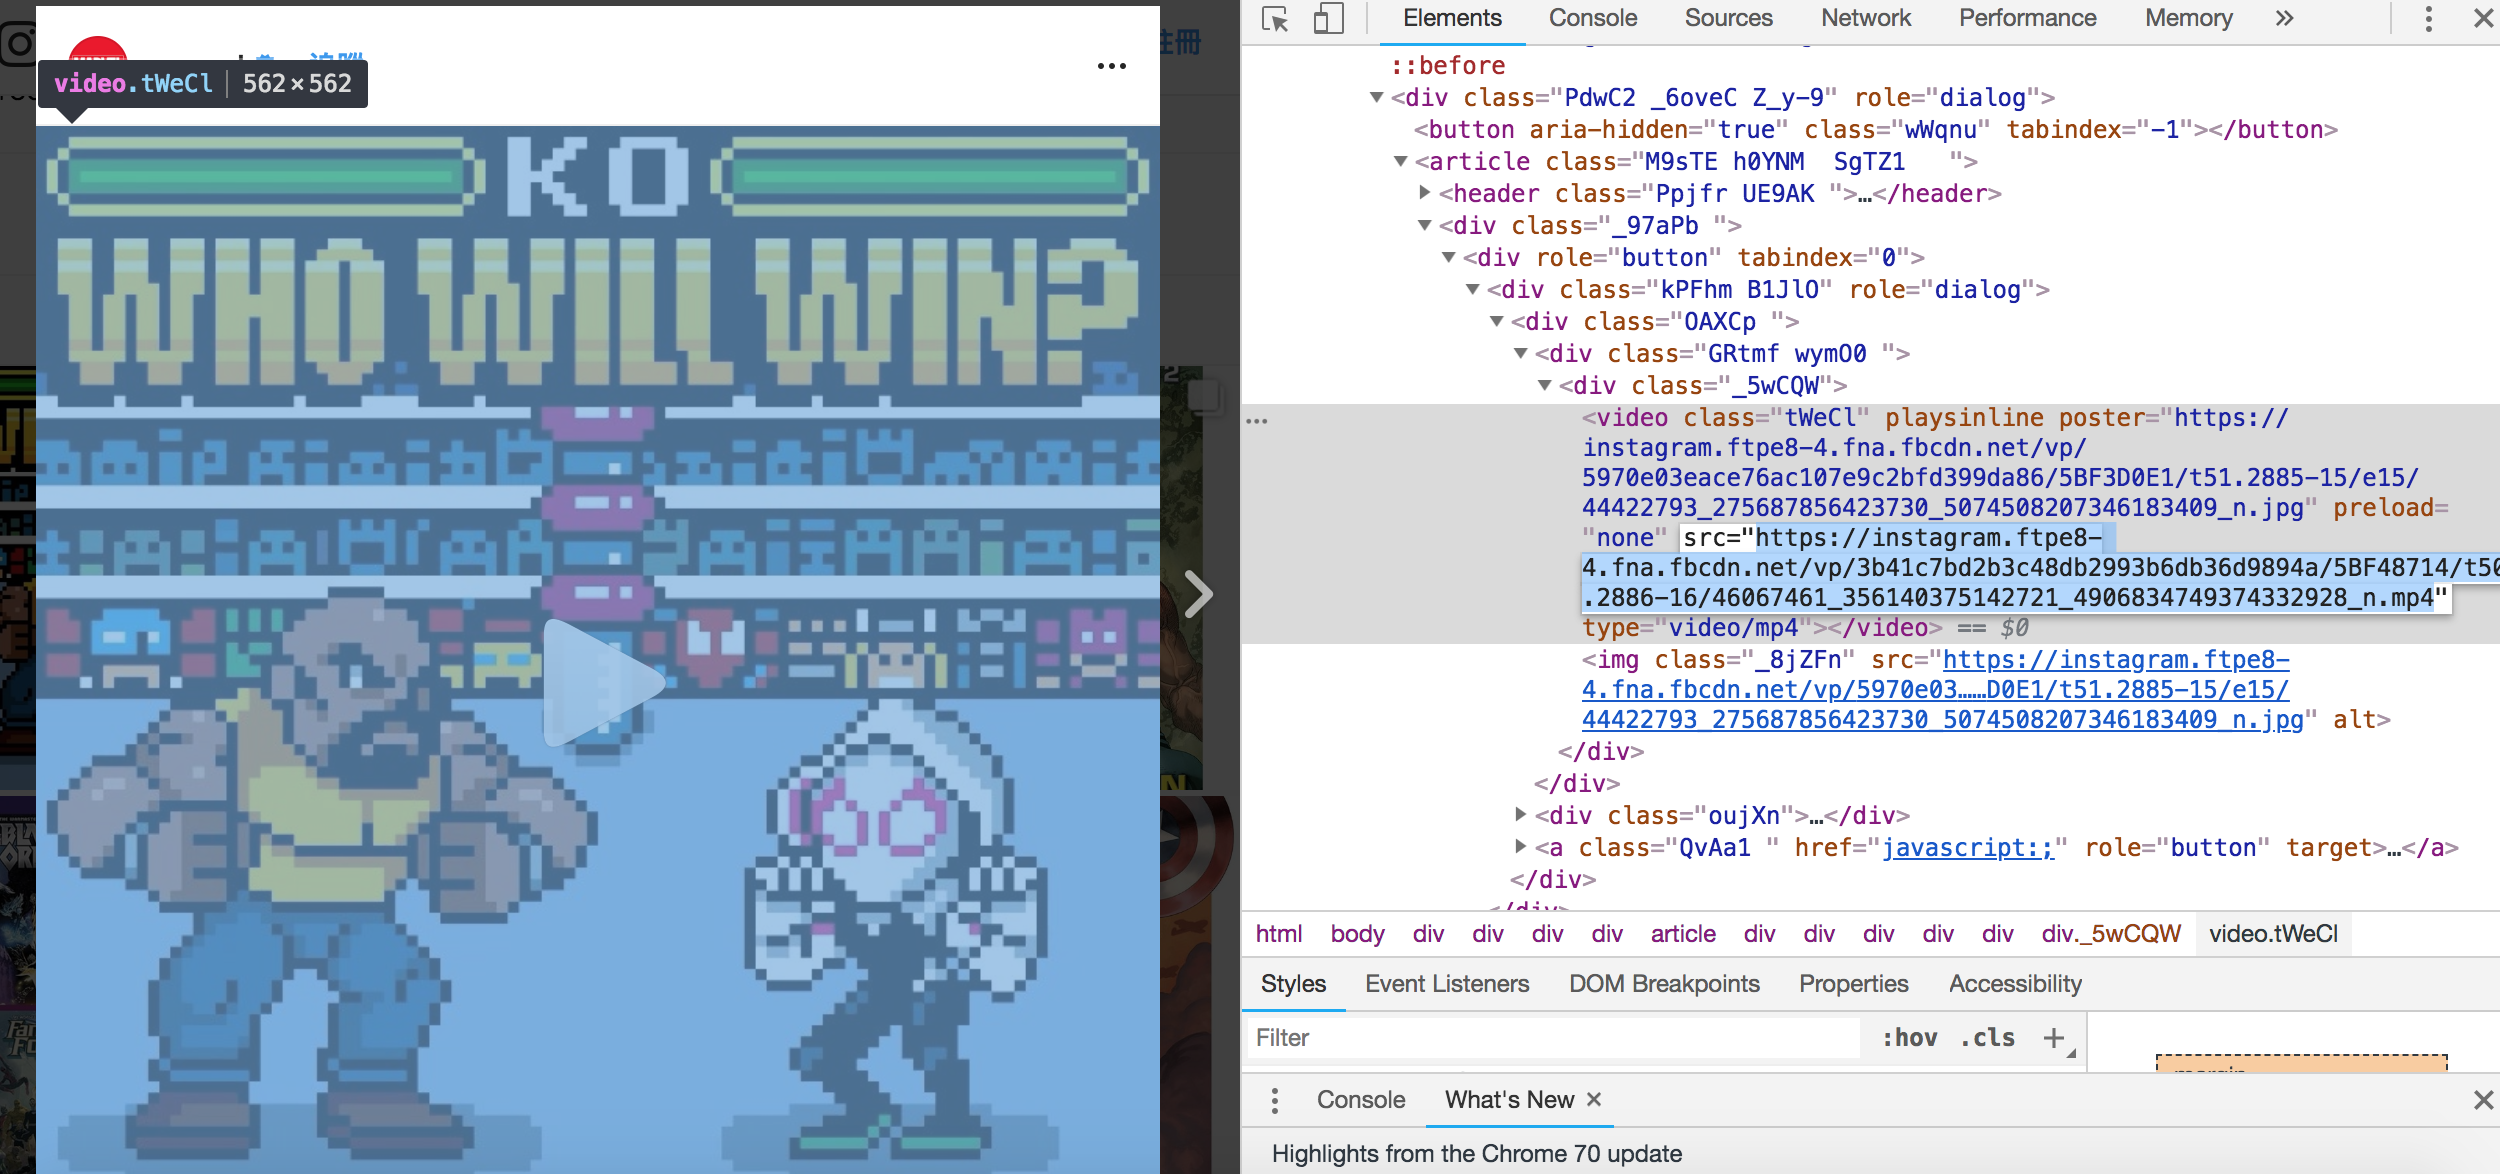 video.tWeCl 562×562
KO
WHO WILL WIN?
註冊
Elements Console Sources Network Performance Memory »
::before
<div class="PdwC2 _6oveC Z_y-9" role="dialog">
<button aria-hidden="true" class="wWqnu" tabindex="-1"></button>
<article class="M9sTE h0YNM  SgTZ1   ">
<header class="Ppjfr UE9AK ">…</header>
<div class="_97aPb ">
<div role="button" tabindex="0">
<div class="kPFhm B1JlO" role="dialog">
<div class="OAXCp ">
<div class="GRtmf wymO0 ">
<div class="_5wCQW">
<video class="tWeCl" playsinline poster="https://
instagram.ftpe8-4.fna.fbcdn.net/vp/
5970e03eace76ac107e9c2bfd399da86/5BF3D0E1/t51.2885-15/e15/
44422793_275687856423730_5074508207346183409_n.jpg" preload=
"none" src="https://instagram.ftpe8-
4.fna.fbcdn.net/vp/3b41c7bd2b3c48db2993b6db36d9894a/5BF48714/t50
.2886-16/46067461_356140375142721_4906834749374332928_n.mp4"
type="video/mp4"></video> == $0
<img class="_8jZFn" src="https://instagram.ftpe8-
4.fna.fbcdn.net/vp/5970e03……D0E1/t51.2885-15/e15/
44422793_275687856423730_5074508207346183409_n.jpg" alt>
</div>
</div>
<div class="oujXn">…</div>
<a class="QvAa1 " href="javascript:;" role="button" target>…</a>
</div>
</div>
html body div div div div article div div div div div div._5wCQW video.tWeCl
Styles Event Listeners DOM Breakpoints Properties Accessibility
Filter :hov .cls +
Console What's New ×
Highlights from the Chrome 70 update